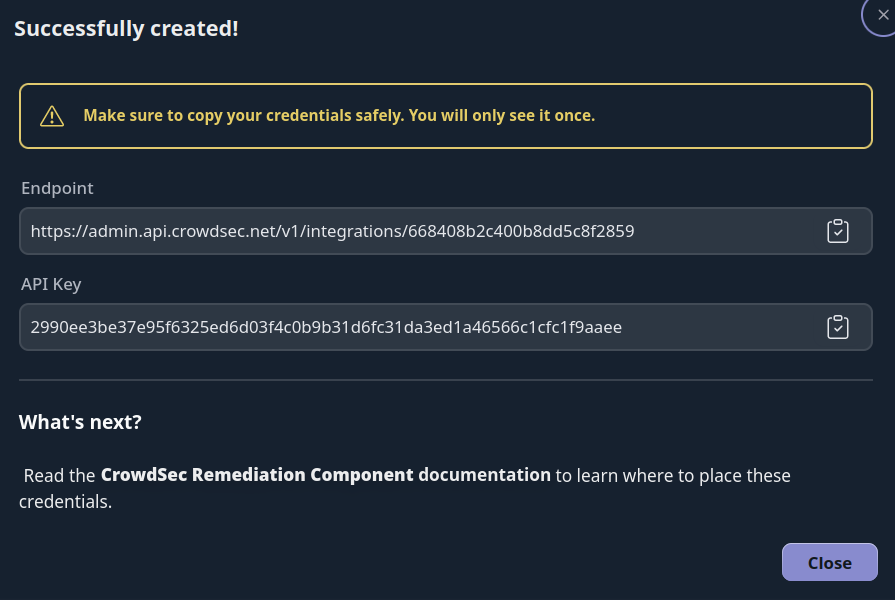 Successfully created!
Make sure to copy your credentials safely. You will only see it once.
Endpoint
https://admin.api.crowdsec.net/v1/integrations/668408b2c400b8dd5c8f2859
API Key
2990ee3be37e95f6325ed6d03f4c0b9b31d6fc31da3ed1a46566c1cfc1f9aaee
What's next?
Read the CrowdSec Remediation Component documentation to learn where to place these
credentials.
Close